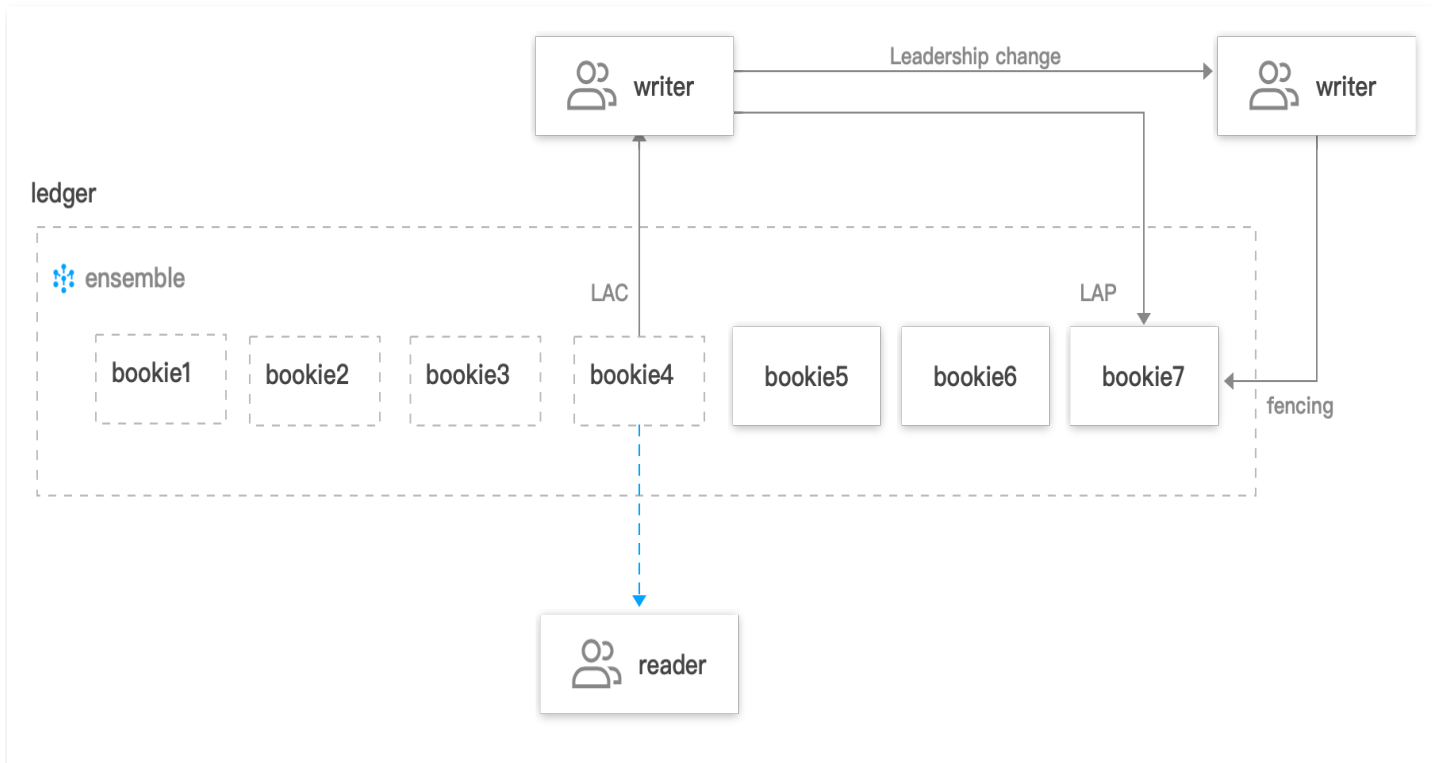 Leadership change
writer
writer
ledger
ensemble
LAC
LAP
bookie1
bookie2
bookie3
bookie4
bookie5
bookie6
bookie7
fencing
reader